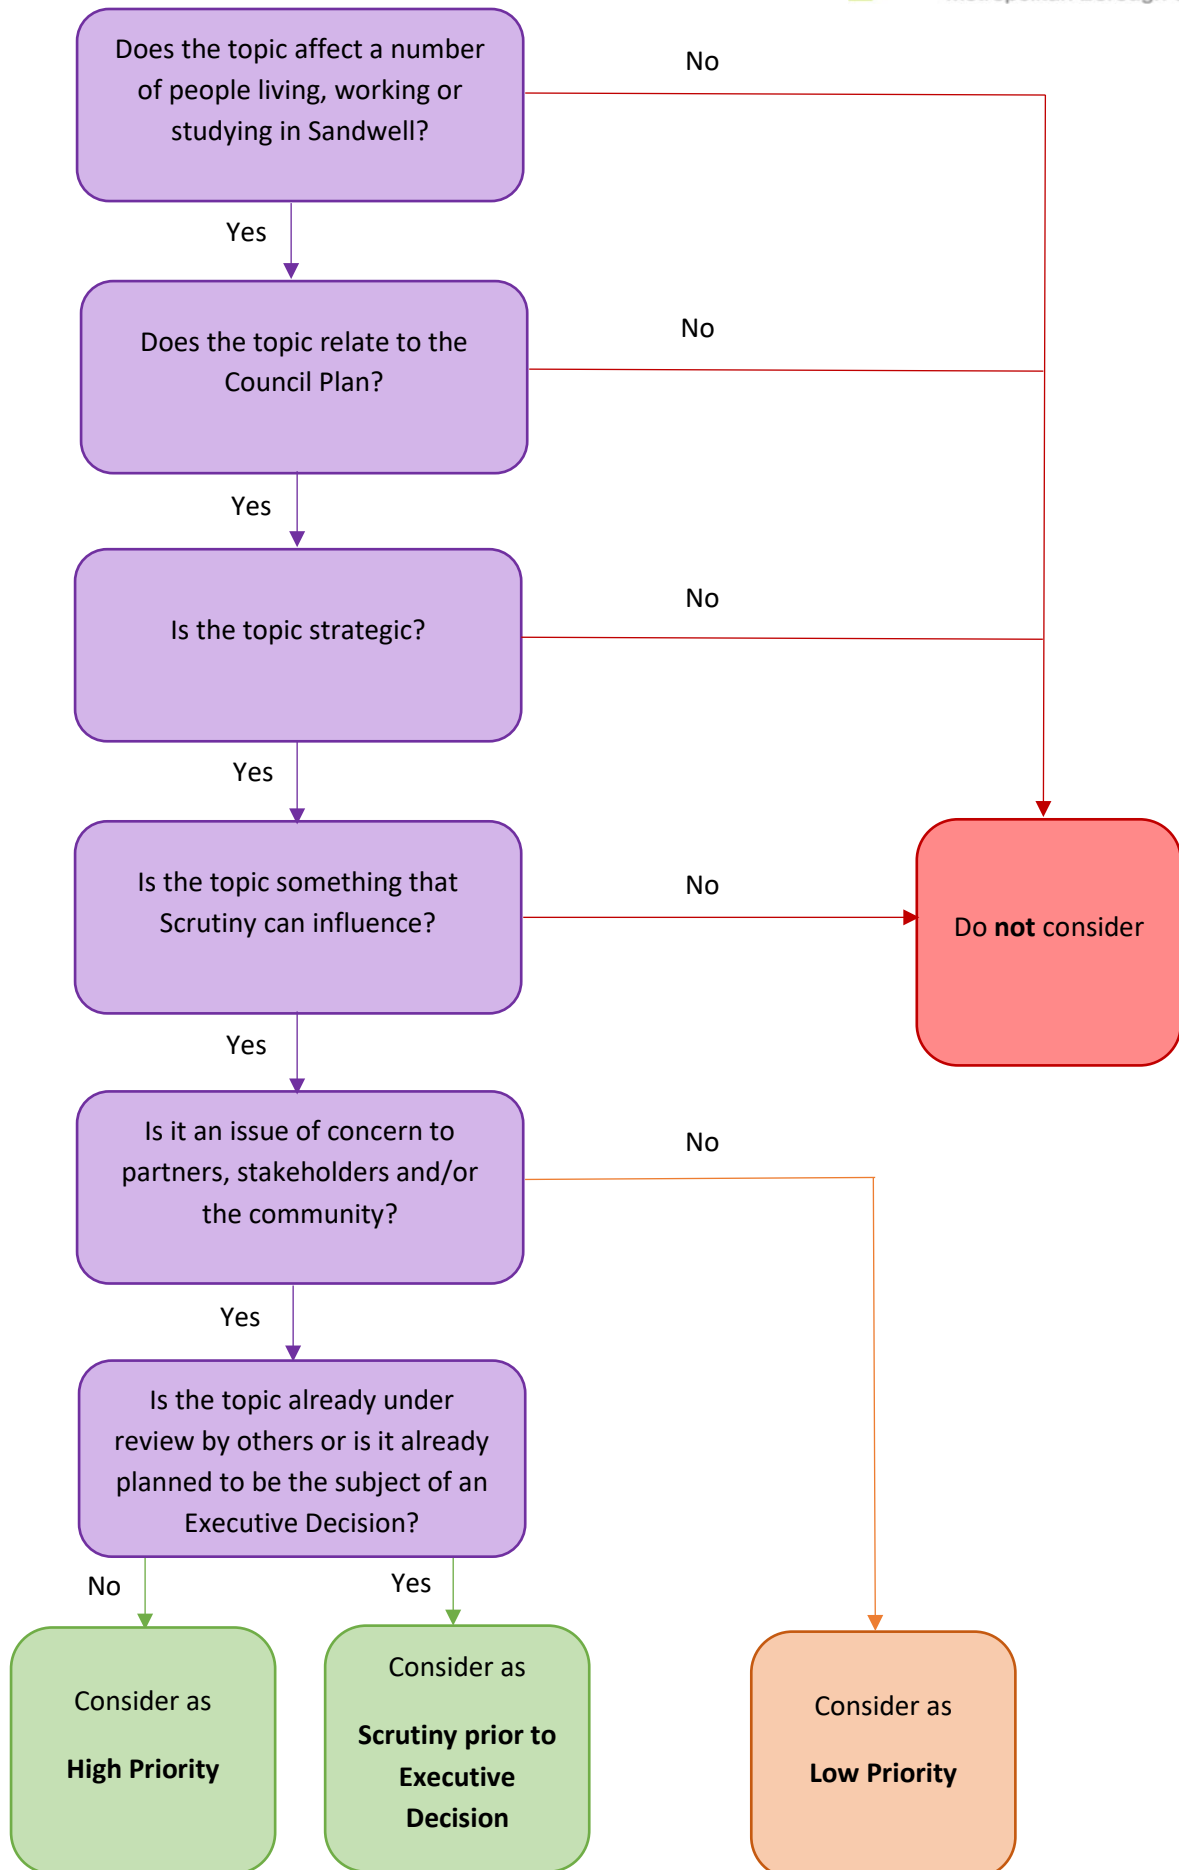 Does the topic affect a number
of people living, working or
studying in Sandwell?
No
Yes
Does the topic relate to the
Council Plan?
No
Yes
Is the topic strategic?
No
Yes
Is the topic something that
Scrutiny can influence?
No
Do not consider
Yes
Is it an issue of concern to
partners, stakeholders and/or
the community?
No
Yes
Is the topic already under
review by others or is it already
planned to be the subject of an
Executive Decision?
No
Yes
Consider as
High Priority
Consider as
Scrutiny prior to
Executive
Decision
Consider as
Low Priority